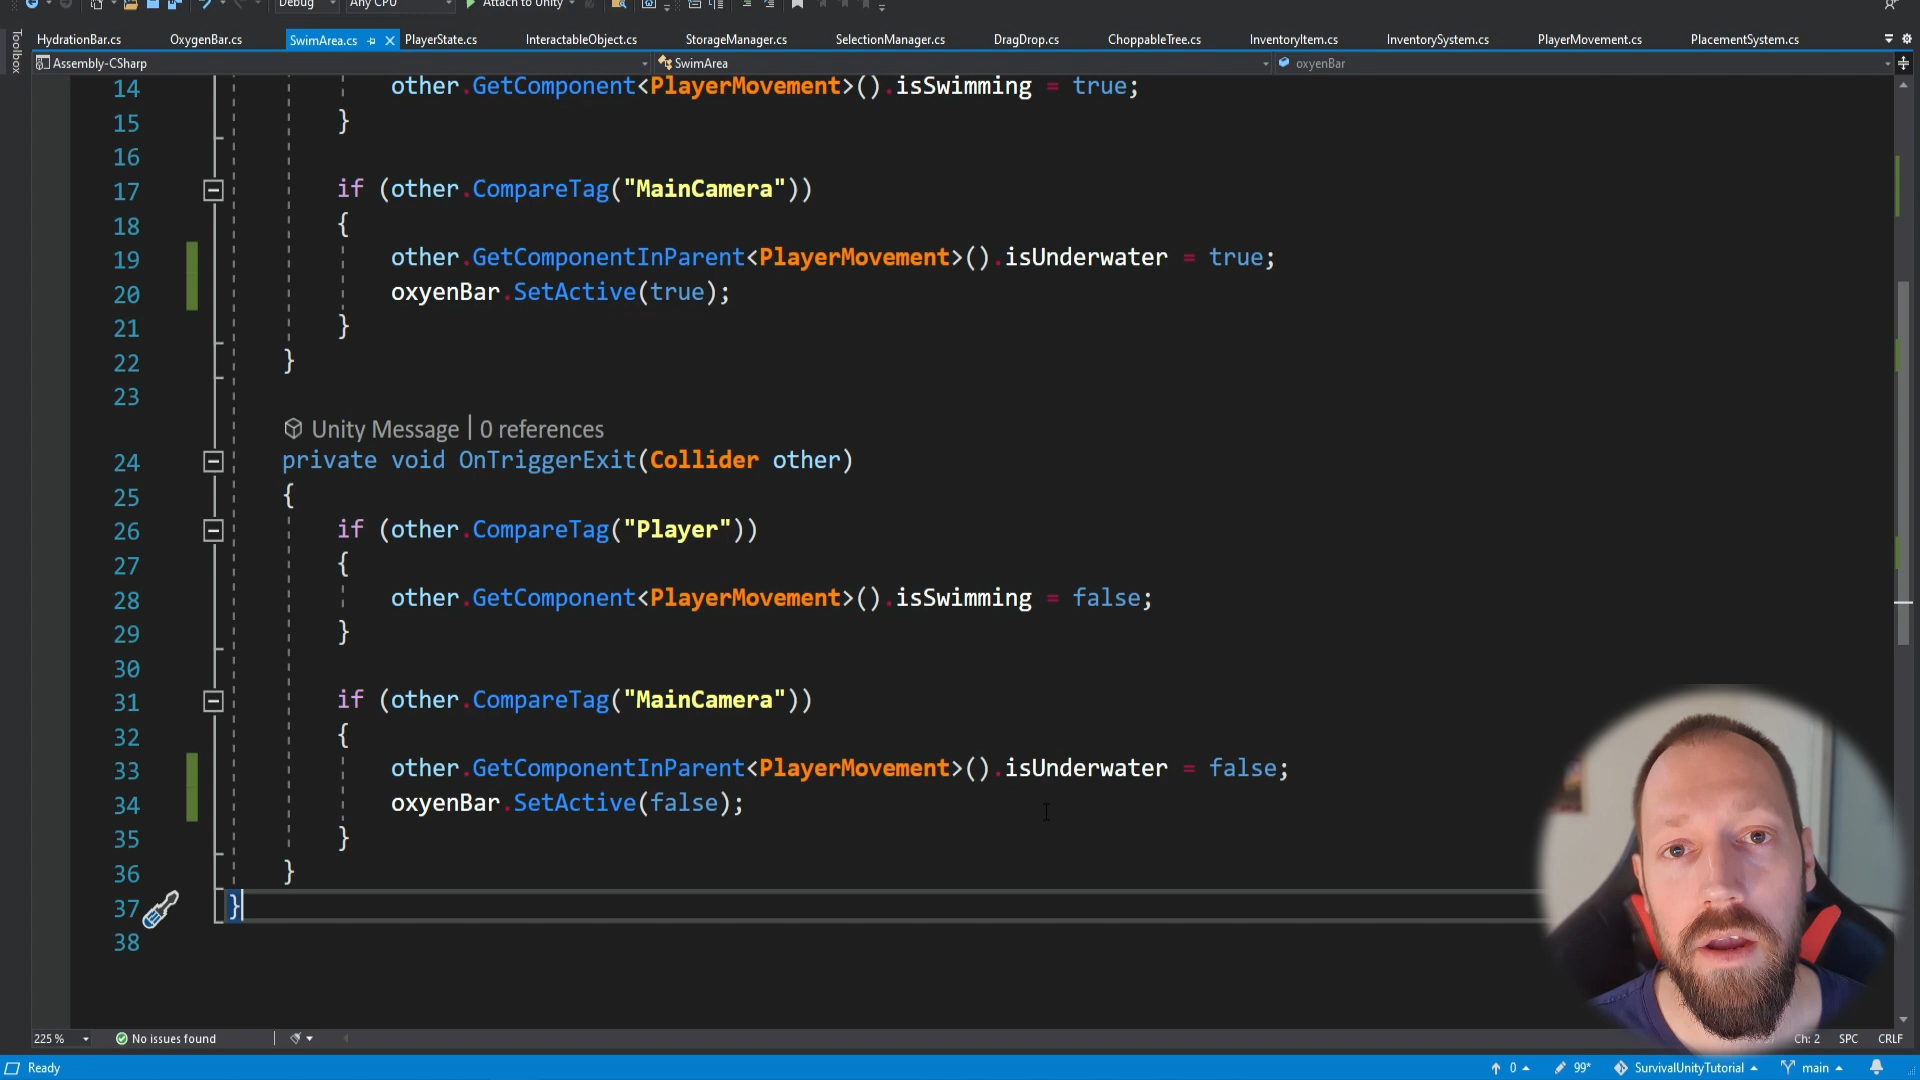 Debug Any CPU Attach to Unity
HydrationBar.cs OxygenBar.cs SwimArea.cs PlayerState.cs InteractableObject.cs StorageManager.cs SelectionManager.cs DragDrop.cs ChoppableTree.cs InventoryItem.cs InventorySystem.cs PlayerMovement.cs PlacementSystem.cs
Toolbox
Assembly-CSharp SwimArea oxyenBar
14 other.GetComponent<PlayerMovement>().isSwimming = true;
15 }
16
17 if (other.CompareTag("MainCamera"))
18 {
19 other.GetComponentInParent<PlayerMovement>().isUnderwater = true;
20 oxyenBar.SetActive(true);
21 }
22 }
23
Unity Message | 0 references
24 private void OnTriggerExit(Collider other)
25 {
26 if (other.CompareTag("Player"))
27 {
28 other.GetComponent<PlayerMovement>().isSwimming = false;
29 }
30
31 if (other.CompareTag("MainCamera"))
32 {
33 other.GetComponentInParent<PlayerMovement>().isUnderwater = false;
34 oxyenBar.SetActive(false);
35 }
36 }
37 }
38
225 % No issues found Ch: 2 SPC CRLF
Ready 0 99* SurvivalUnityTutorial main